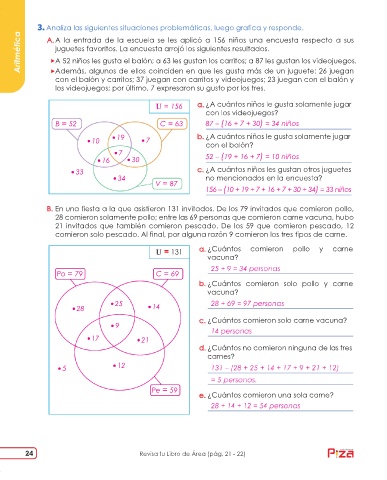 Aritmética
3. Analiza las siguientes situaciones problemáticas, luego grafica y responde.
A. A la entrada de la escuela se les aplicó a 156 niños una encuesta respecto a sus
juguetes favoritos. La encuesta arrojó los siguientes resultados.
▶A 52 niños les gusta el balón; a 63 les gustan los carritos; a 87 les gustan los videojuegos.
▶Además, algunos de ellos coinciden en que les gusta más de un juguete: 26 juegan
con el balón y carritos; 37 juegan con carritos y videojuegos; 23 juegan con el balón y
los videojuegos; por último, 7 expresaron su gusto por los tres.
U = 156
B = 52
C = 63
• 10
• 19
• 7
• 7
• 16
• 30
• 33
• 34
V = 87
a. ¿A cuántos niños le gusta solamente jugar
con los videojuegos?
87 – (16 + 7 + 30) = 34 niños
b. ¿A cuántos niños le gusta solamente jugar
con el balón?
52 – (19 + 16 + 7) = 10 niños
c. ¿A cuántos niños les gustan otros juguetes
no mencionados en la encuesta?
156 – (10 + 19 + 7 + 16 + 7 + 30 + 34) = 33 niños
B. En una fiesta a la que asistieron 131 invitados. De los 79 invitados que comieron pollo,
28 comieron solamente pollo; entre las 69 personas que comieron carne vacuna, hubo
21 invitados que también comieron pescado. De los 59 que comieron pescado, 12
comieron solo pescado. Al final, por alguna razón 9 comieron los tres tipos de carne.
U = 131
Po = 79
C = 69
• 28
• 25
• 14
• 9
• 17
• 21
• 5
• 12
Pe = 59
a. ¿Cuántos comieron pollo y carne
vacuna?
25 + 9 = 34 personas
b. ¿Cuántos comieron solo pollo y carne
vacuna?
28 + 69 = 97 personas
c. ¿Cuántos comieron solo carne vacuna?
14 personas
d. ¿Cuántos no comieron ninguna de las tres
carnes?
131 – (28 + 25 + 14 + 17 + 9 + 21 + 12)
= 5 personas.
e. ¿Cuántos comieron una sola carne?
28 + 14 + 12 = 54 personas
24
Revisa tu Libro de Área (pág. 21 - 22)